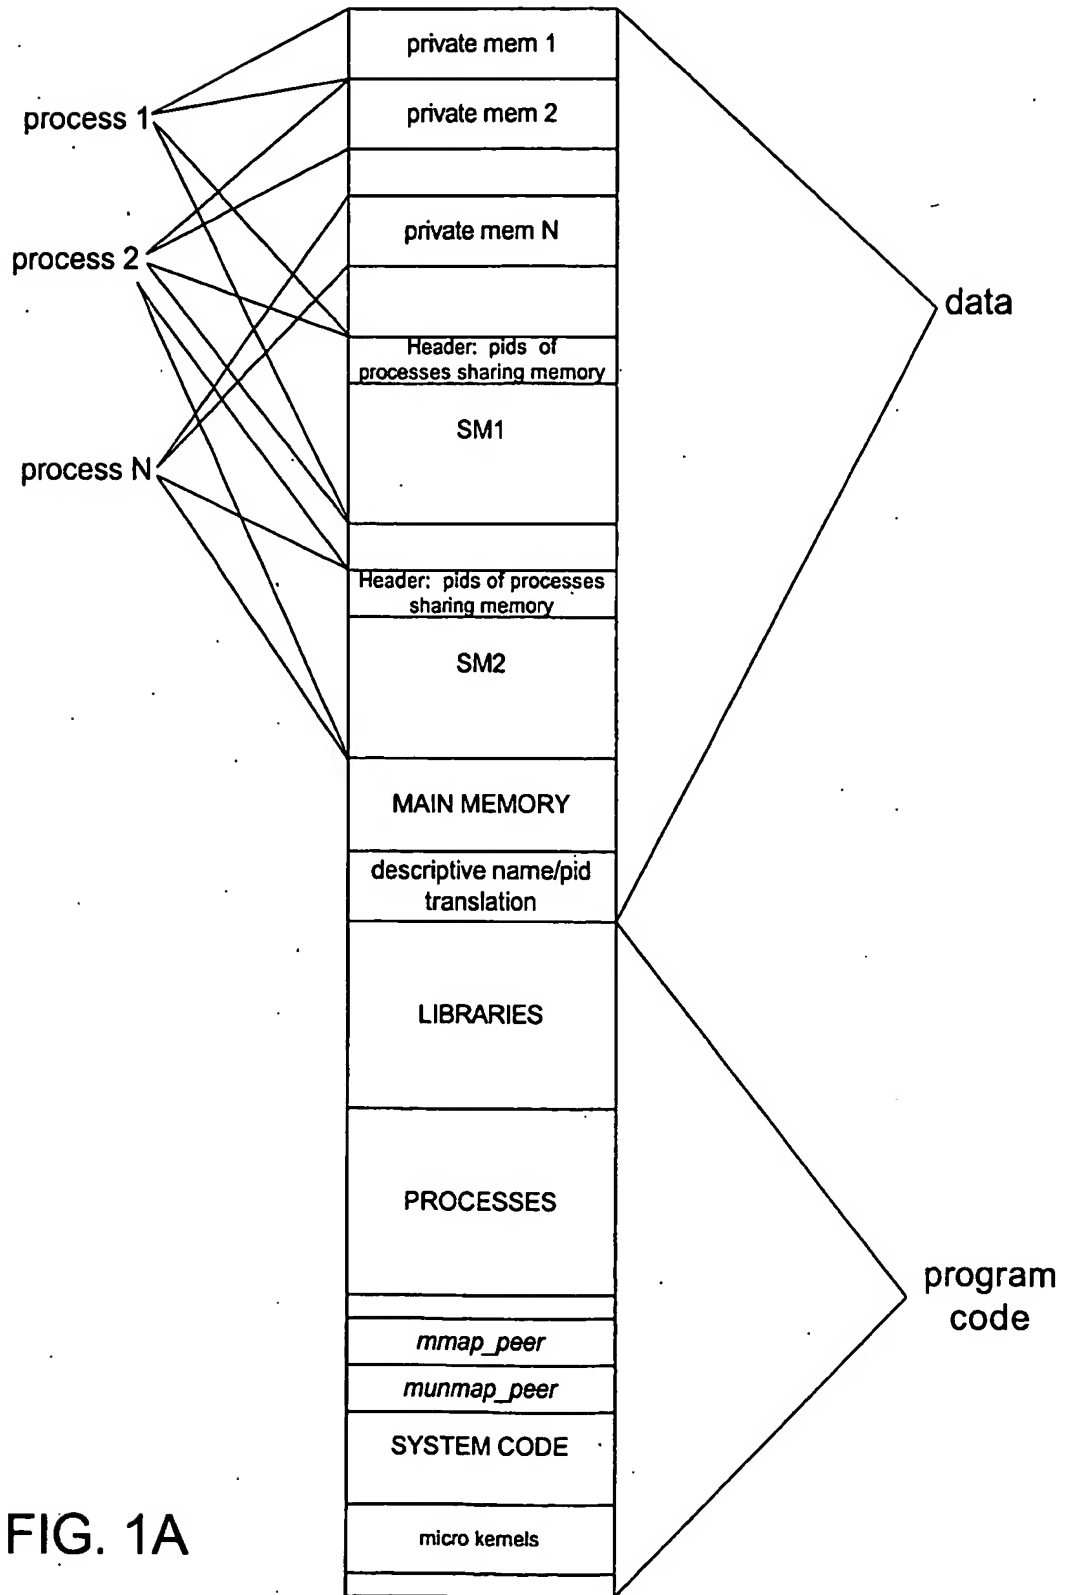 private mem 1
process 1
private mem 2
private mem N
process 2
data
Header: pids of
processes sharing memory
SM1
process N
Header: pids of processes
sharing memory
SM2
MAIN MEMORY
descriptive name/pid
translation
LIBRARIES
PROCESSES
program
code
mmap_peer
munmap_peer
SYSTEM CODE
micro kernels
FIG. 1A